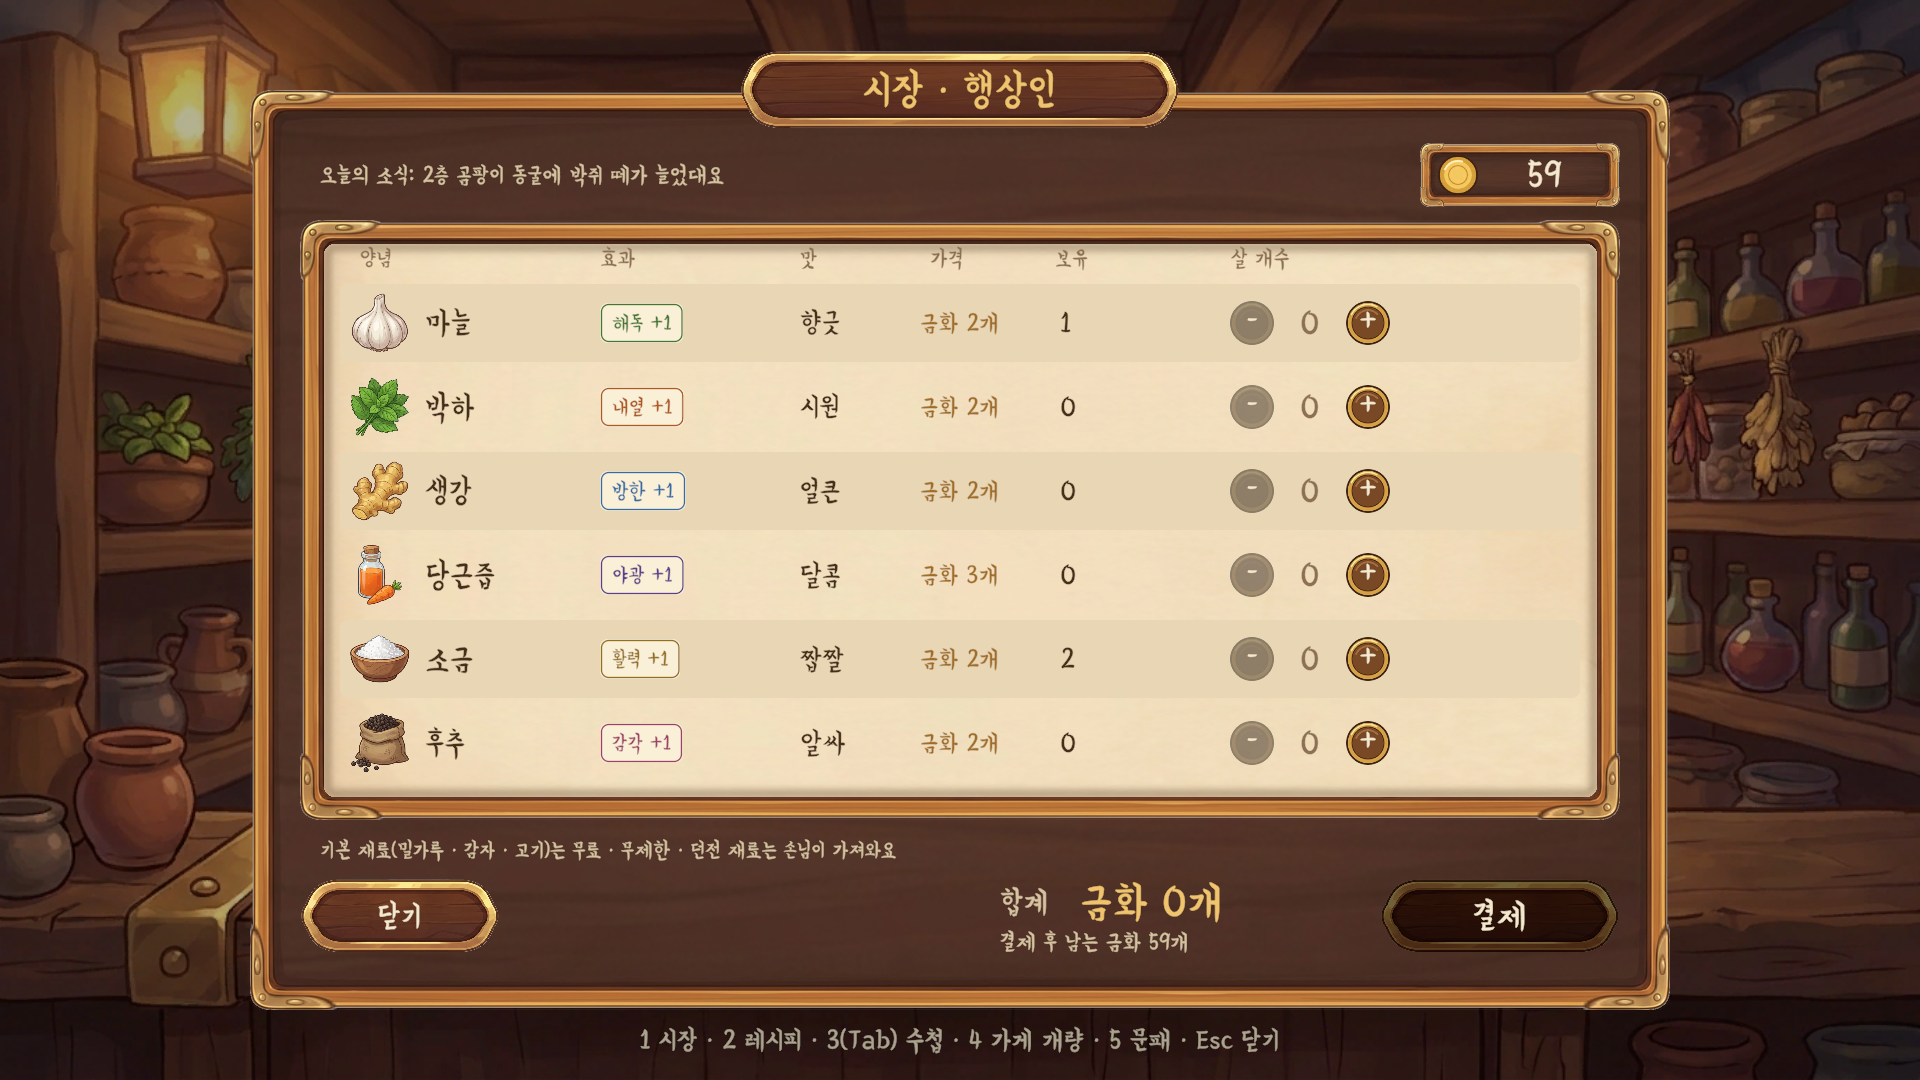 시장 · 행상인
오늘의 소식: 2층 곰팡이 동굴에 박쥐 떼가 늘었대요
59
양념 효과 맛 가격 보유 살 개수
마늘 해독 +1 향긋 금화 2개 1 - 0 +
박하 내열 +1 시원 금화 2개 0 - 0 +
생강 방한 +1 얼큰 금화 2개 0 - 0 +
당근즙 야광 +1 달콤 금화 3개 0 - 0 +
소금 활력 +1 짭짤 금화 2개 2 - 0 +
후추 감각 +1 알싸 금화 2개 0 - 0 +
기본 재료(밀가루 · 감자 · 고기)는 무료 · 무제한 · 던전 재료는 손님이 가져와요
닫기
합계 금화 0개
결제 후 남는 금화 59개
결제
1 시장 · 2 레시피 · 3(Tab) 수첩 · 4 가게 개량 · 5 문패 · Esc 닫기